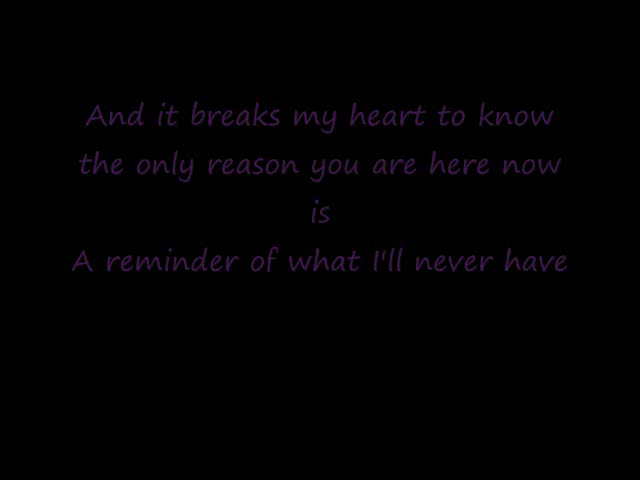 And it breaks my heart to know
the only reason you are here now
is
A reminder of what I'll never have